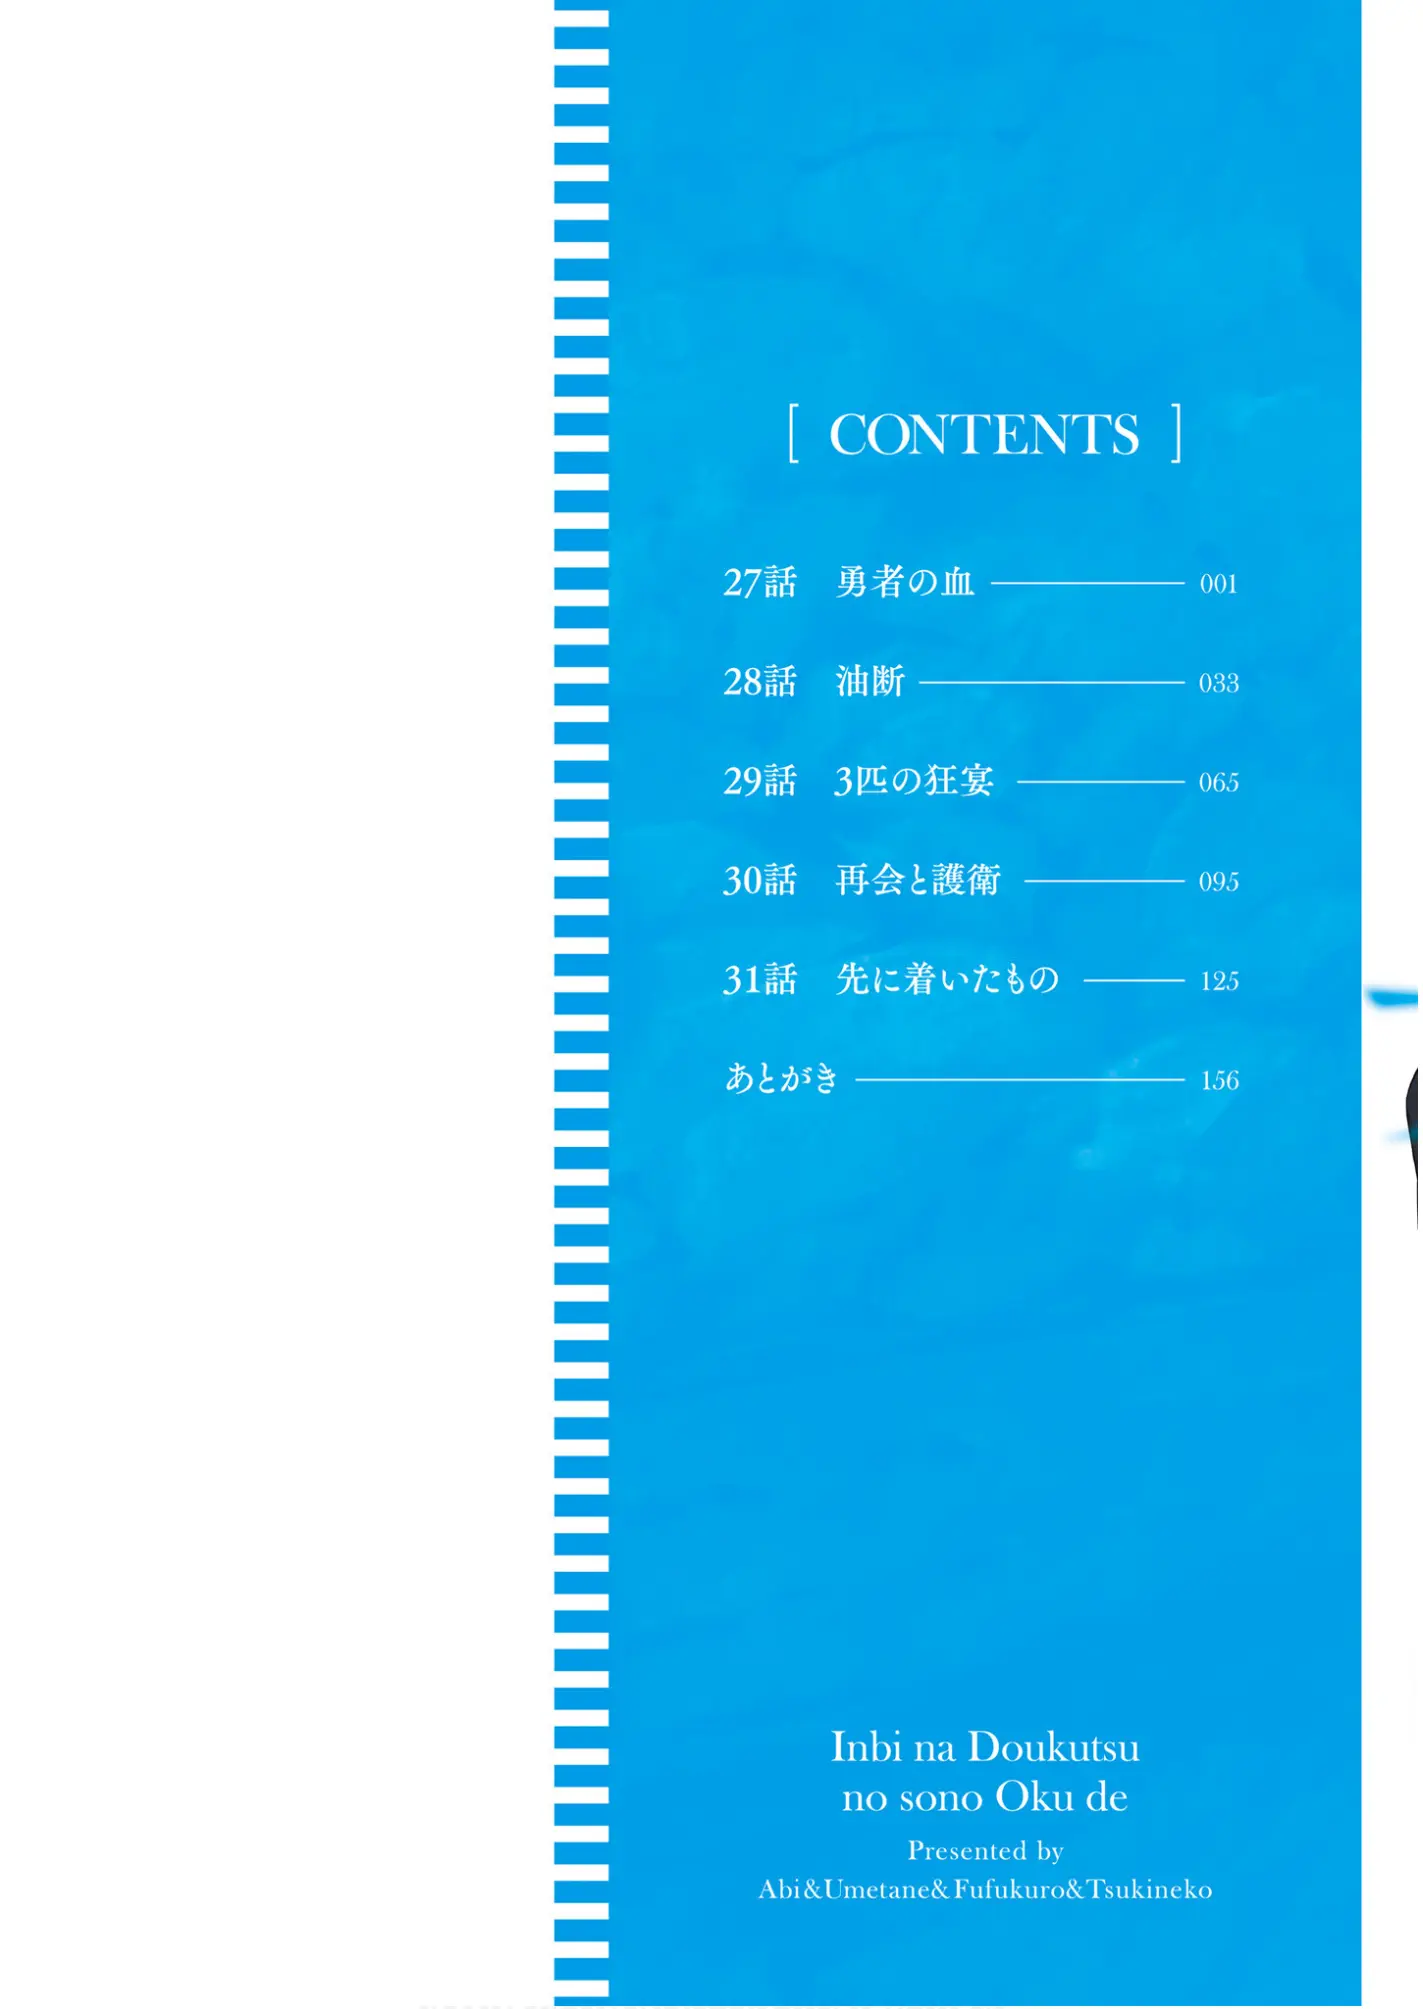 [ CONTENTS ]
27話 勇者の血 001
28話 油断 033
29話 3匹の狂宴 065
30話 再会と護衛 095
31話 先に着いたもの 125
あとがき 156
Inbi na Doukutsu
no sono Oku de
Presented by
Abi&Umetane&Fufukuro&Tsukineko